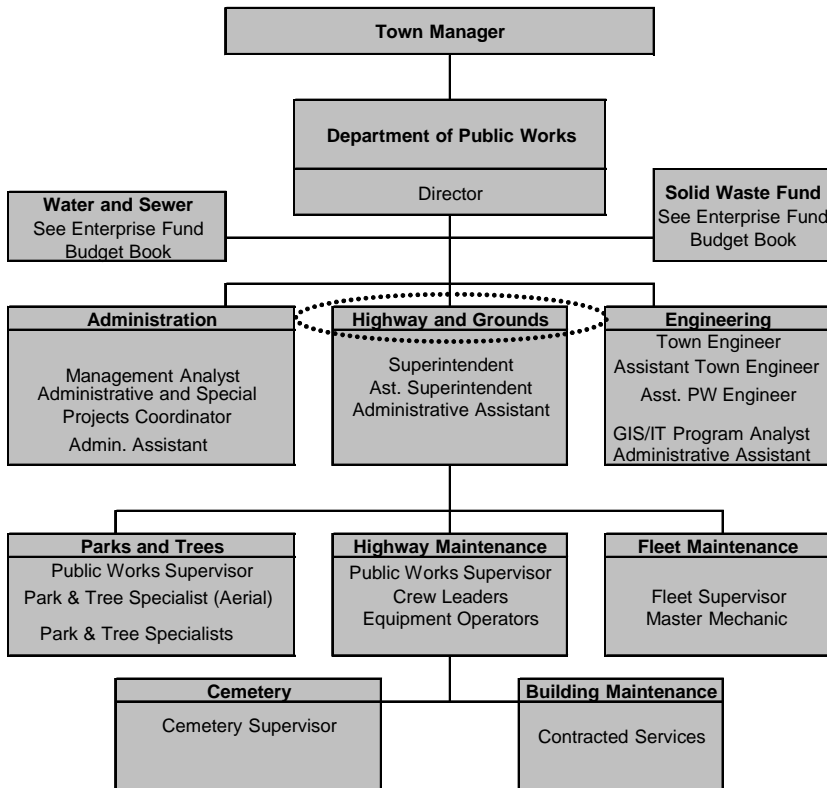 Town Manager
Department of Public Works
Director
Water and Sewer
See Enterprise Fund
Budget Book
Solid Waste Fund
See Enterprise Fund
Budget Book
Administration
Management Analyst
Administrative and Special
Projects Coordinator
Admin. Assistant
Highway and Grounds
Superintendent
Ast. Superintendent
Administrative Assistant
Engineering
Town Engineer
Assistant Town Engineer
Asst. PW Engineer
GIS/IT Program Analyst
Administrative Assistant
Parks and Trees
Public Works Supervisor
Park & Tree Specialist (Aerial)
Park & Tree Specialists
Highway Maintenance
Public Works Supervisor
Crew Leaders
Equipment Operators
Fleet Maintenance
Fleet Supervisor
Master Mechanic
Cemetery
Cemetery Supervisor
Building Maintenance
Contracted Services